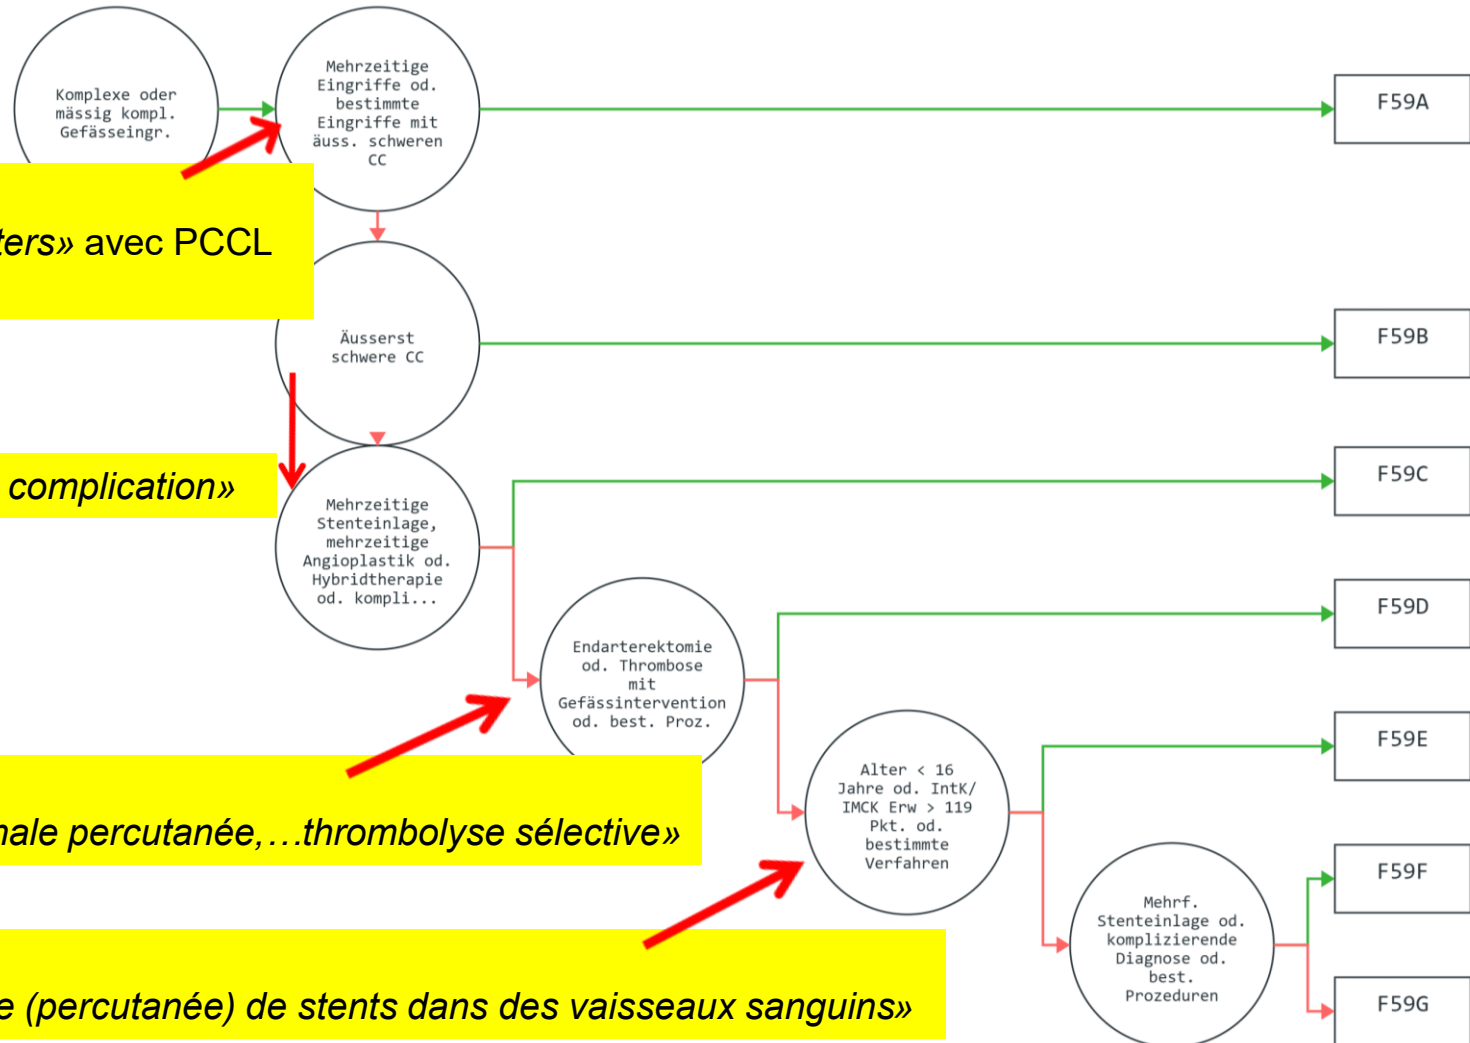 Komplexe oder
mässig kompl.
Gefässeingr.
Mehrzeitige
Eingriffe od.
bestimmte
Eingriffe mit
äuss. schweren
CC
F59A
ters» avec PCCL
Äusserst
schwere CC
F59B
complication»
Mehrzeitige
Stenteinlage,
mehrzeitige
Angioplastik od.
Hybridtherapie
od. kompli...
F59C
Endarterektomie
od. Thrombose
mit
Gefässintervention
od. best. Proz.
F59D
nale percutanée,…thrombolyse sélective»
Alter < 16
Jahre od. IntK/
IMCK Erw > 119
Pkt. od.
bestimmte
Verfahren
F59E
Mehrf.
Stenteinlage od.
komplizierende
Diagnose od.
best.
Prozeduren
F59F
e (percutanée) de stents dans des vaisseaux sanguins»
F59G